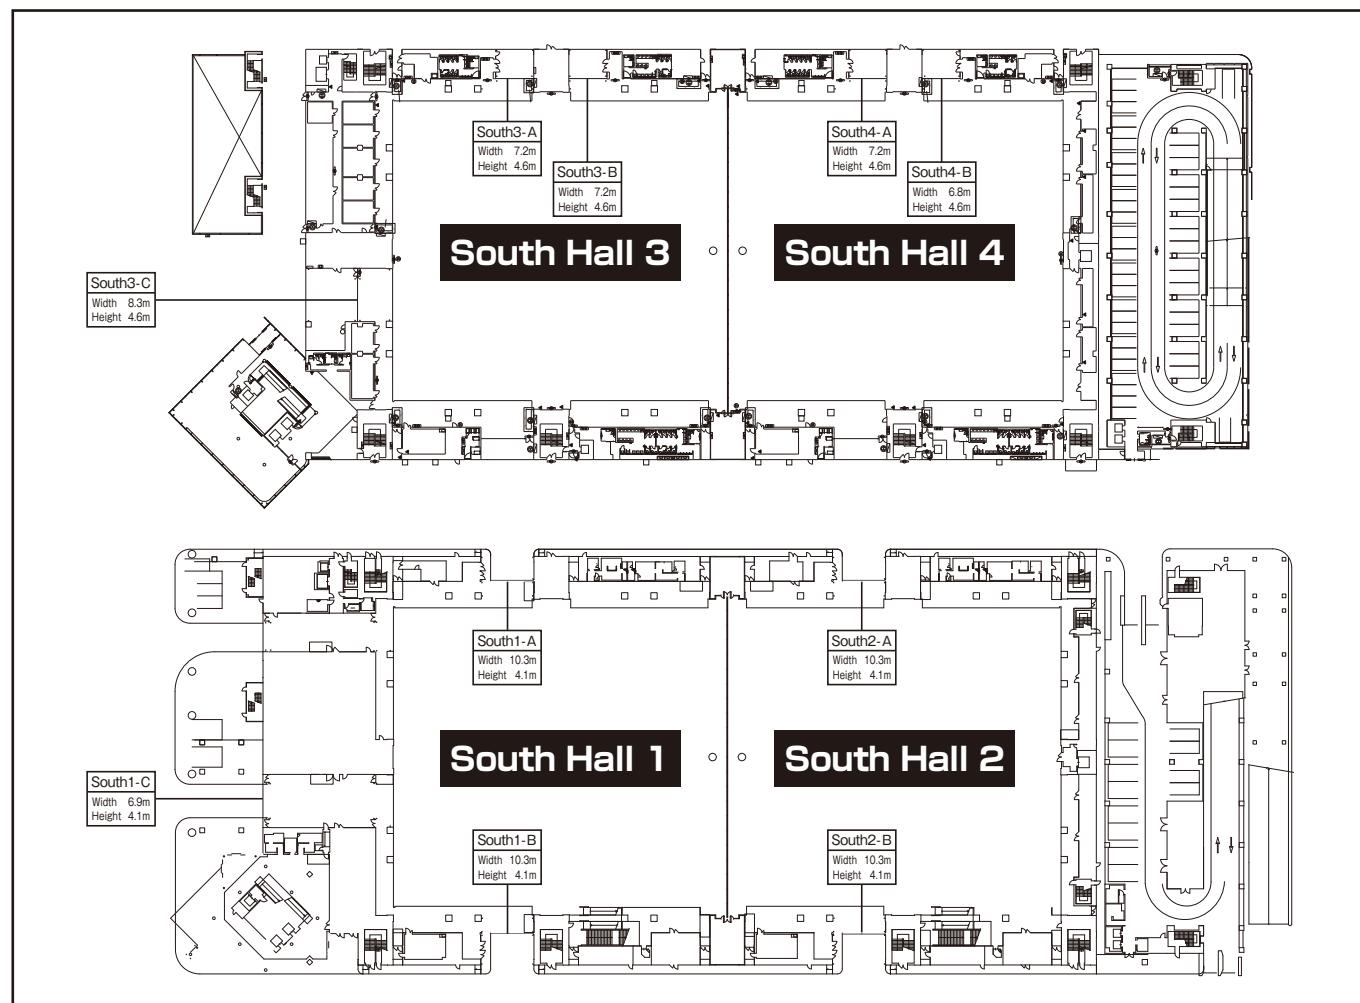 South3-A
Width 7.2m
Height 4.6m
South4-A
Width 7.2m
Height 4.6m
South3-B
Width 7.2m
Height 4.6m
South4-B
Width 6.8m
Height 4.6m
South Hall 3
South Hall 4
South3-C
Width 8.3m
Height 4.6m
South1-A
Width 10.3m
Height 4.1m
South2-A
Width 10.3m
Height 4.1m
South Hall 1
South Hall 2
South1-C
Width 6.9m
Height 4.1m
South1-B
Width 10.3m
Height 4.1m
South2-B
Width 10.3m
Height 4.1m